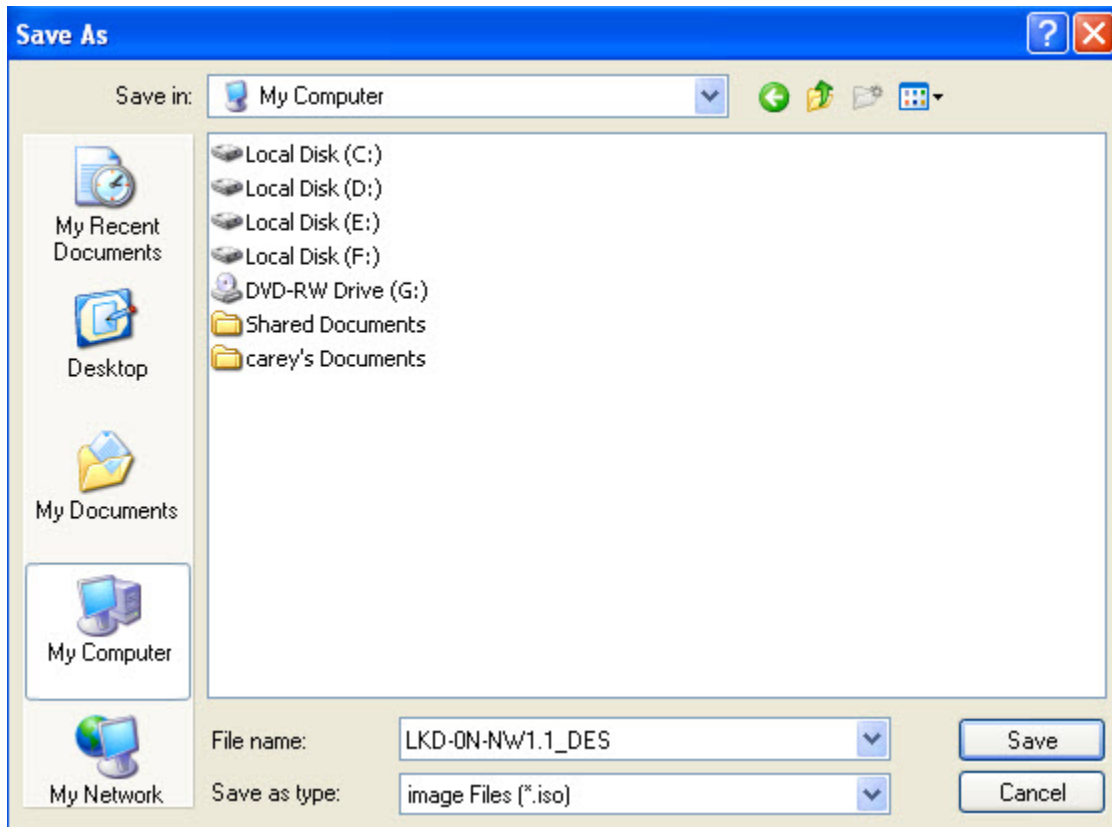 Save As
Save in:
My Computer
My Recent
Documents
Desktop
My Documents
My Computer
My Network
Local Disk (C:)
Local Disk (D:)
Local Disk (E:)
Local Disk (F:)
DVD-RW Drive (G:)
Shared Documents
carey's Documents
File name:
LKD-0N-NW1.1_DES
Save
Save as type:
image Files (*.iso)
Cancel